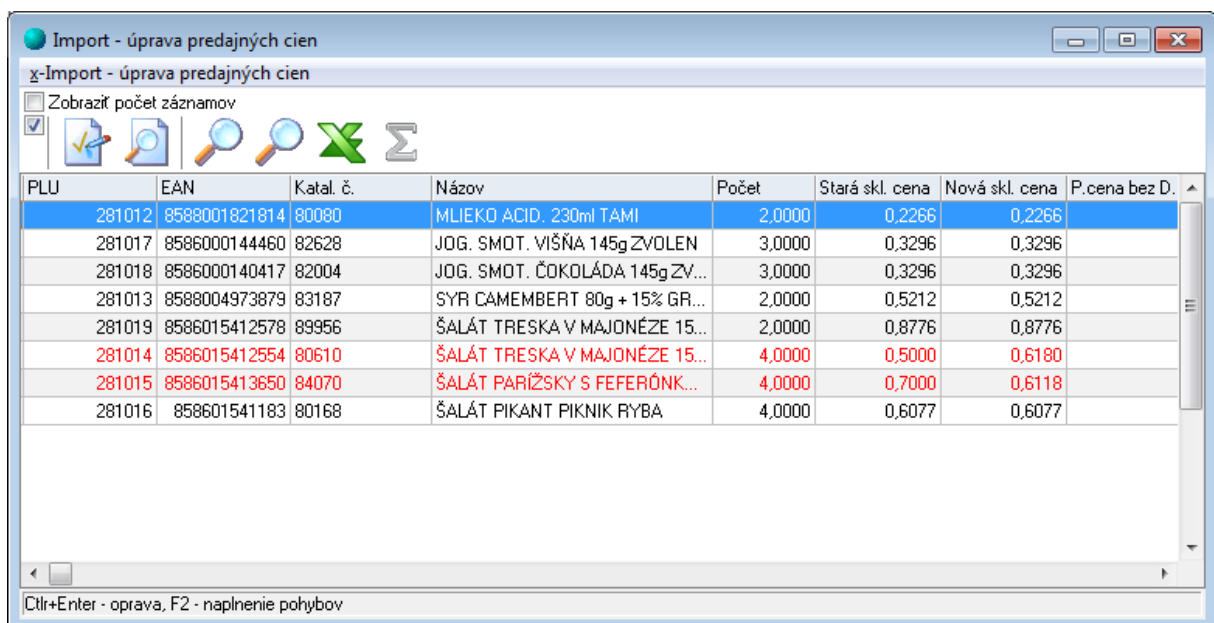 Import - úprava predajných cien
x-Import - úprava predajných cien
Zobraziť počet záznamov
PLU EAN Katal. č. Názov Počet Stará skl. cena Nová skl. cena P.cena bez D.
281012 8588001821814 80080 MLIEKO ACID. 230ml TAMI 2,0000 0,2266 0,2266
281017 8586000144460 82628 JOG. SMOT. VIŠŇA 145g ZVOLEN 3,0000 0,3296 0,3296
281018 8586000140417 82004 JOG. SMOT. ČOKOLÁDA 145g ZV... 3,0000 0,3296 0,3296
281013 8588004973879 83187 SYR CAMEMBERT 80g + 15% GR... 2,0000 0,5212 0,5212
281019 8586015412578 89956 ŠALÁT TRESKA V MAJONÉZE 15... 2,0000 0,8776 0,8776
281014 8586015412554 80610 ŠALÁT TRESKA V MAJONÉZE 15... 4,0000 0,5000 0,6180
281015 8586015413650 84070 ŠALÁT PARÍŽSKY S FEFERÓNK... 4,0000 0,7000 0,6118
281016 858601541183 80168 ŠALÁT PIKANT PIKNIK RYBA 4,0000 0,6077 0,6077
Ctlr+Enter - oprava, F2 - naplnenie pohybov